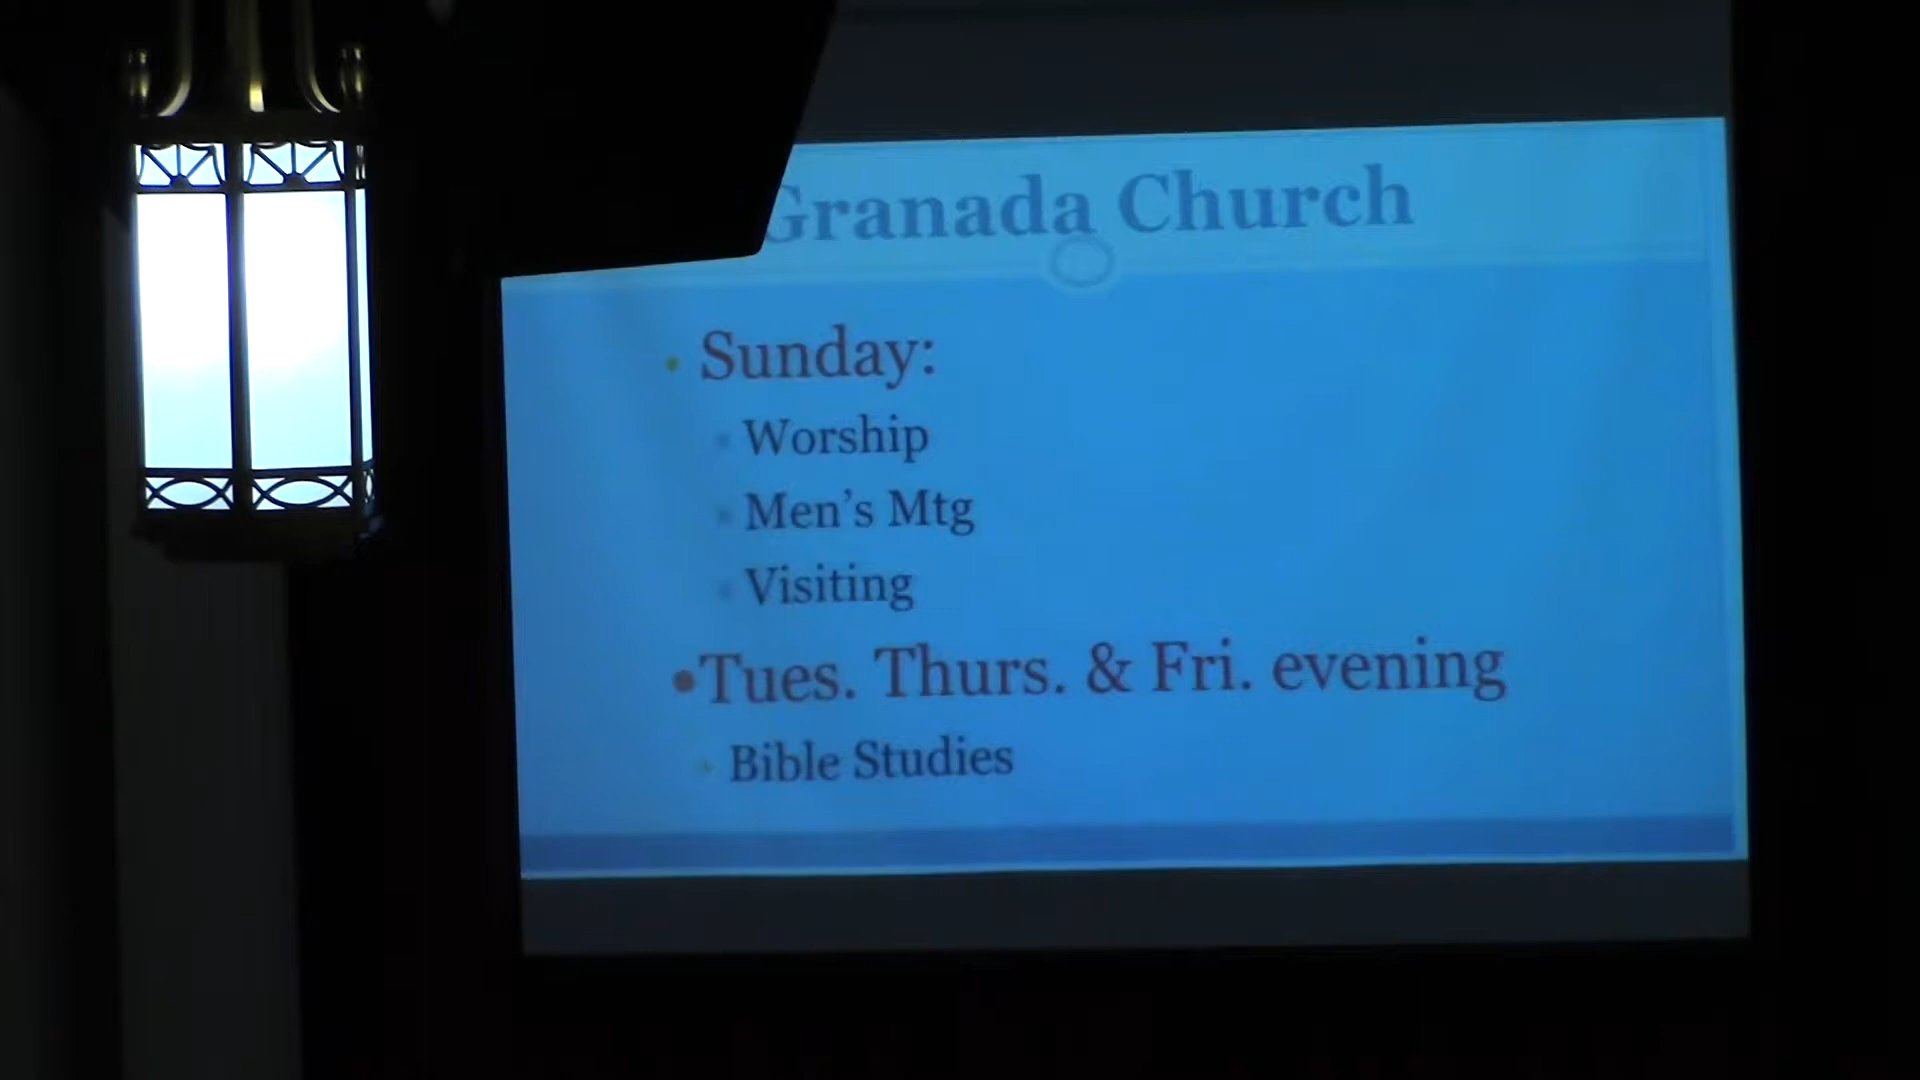 Granada Church
• Sunday:
Worship
Men's Mtg
Visiting
•Tues. Thurs. & Fri. evening
Bible Studies